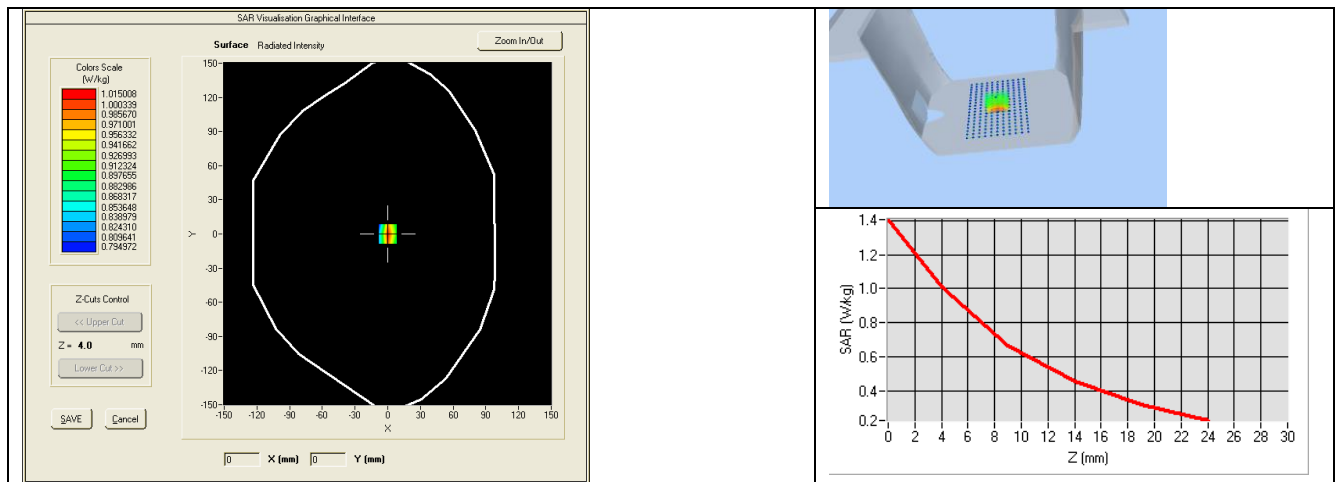 SAR Visualisation Graphical Interface
Surface Radiated Intensity
Zoom In/Out
Colors Scale
(W/kg)
1.015008
1.000339
0.985670
0.971001
0.956332
0.941662
0.926993
0.912324
0.897655
0.882986
0.868317
0.853648
0.838979
0.824310
0.809641
0.794972
Z-Cuts Control
<< Upper Cut
Z = 4.0 mm
Lower Cut >>
SAVE Cancel
150
120
90
60
30
0
-30
-60
-90
-120
-150
Y
-150 -120 -90 -60 -30 0 30 60 90 120 150
X
0 X (mm) 0 Y (mm)
1.4
1.2
1.0
0.8
0.6
0.4
0.2
SAR (W/kg)
0 2 4 6 8 10 12 14 16 18 20 22 24 26 28 30
Z (mm)